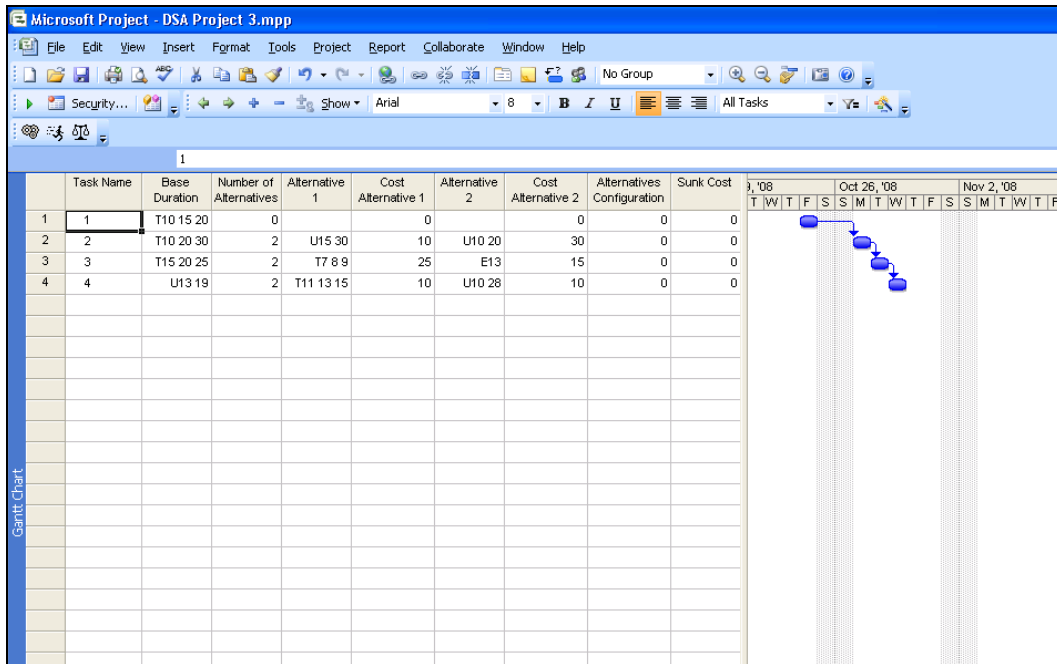 Microsoft Project - DSA Project 3.mpp
File Edit View Insert Format Tools Project Report Collaborate Window Help
ABC No Group ?
Security... Show Arial 8 B I U All Tasks Y=
1
Task Name Base Duration Number of Alternatives Alternative 1 Cost Alternative 1 Alternative 2 Cost Alternative 2 Alternatives Configuration Sunk Cost 9, '08 Oct 26, '08 Nov 2, '08
T W T F S S M T W T F S S M T W T F
1 1 T10 15 20 0 0 0 0 0
2 2 T10 20 30 2 U15 30 10 U10 20 30 0 0
3 3 T15 20 25 2 T7 8 9 25 E13 15 0 0
4 4 U13 19 2 T11 13 15 10 U10 28 10 0 0
Gantt Chart